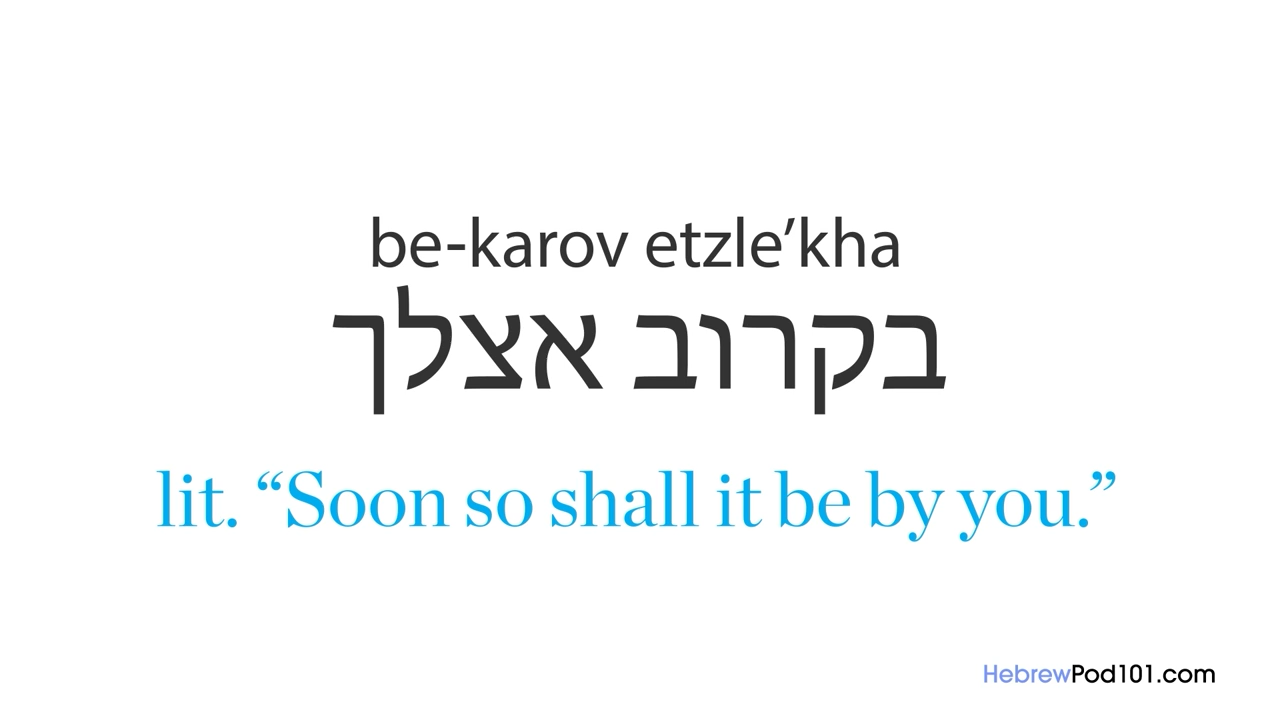 be-karov etzle’kha
בקרוב אצלך
lit. “Soon so shall it be by you.”
HebrewPod101.com